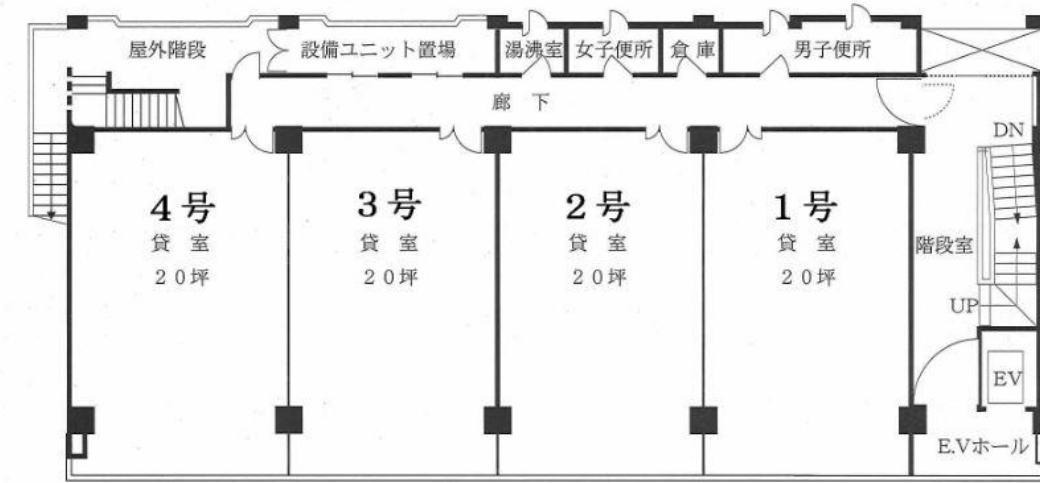 屋外階段
設備ユニット置場
湯沸室
女子便所
倉庫
男子便所
廊 下
DN
4号
貸 室
20坪
3号
貸 室
20坪
2号
貸 室
20坪
1号
貸 室
20坪
階段室
UP
EV
E.Vホール